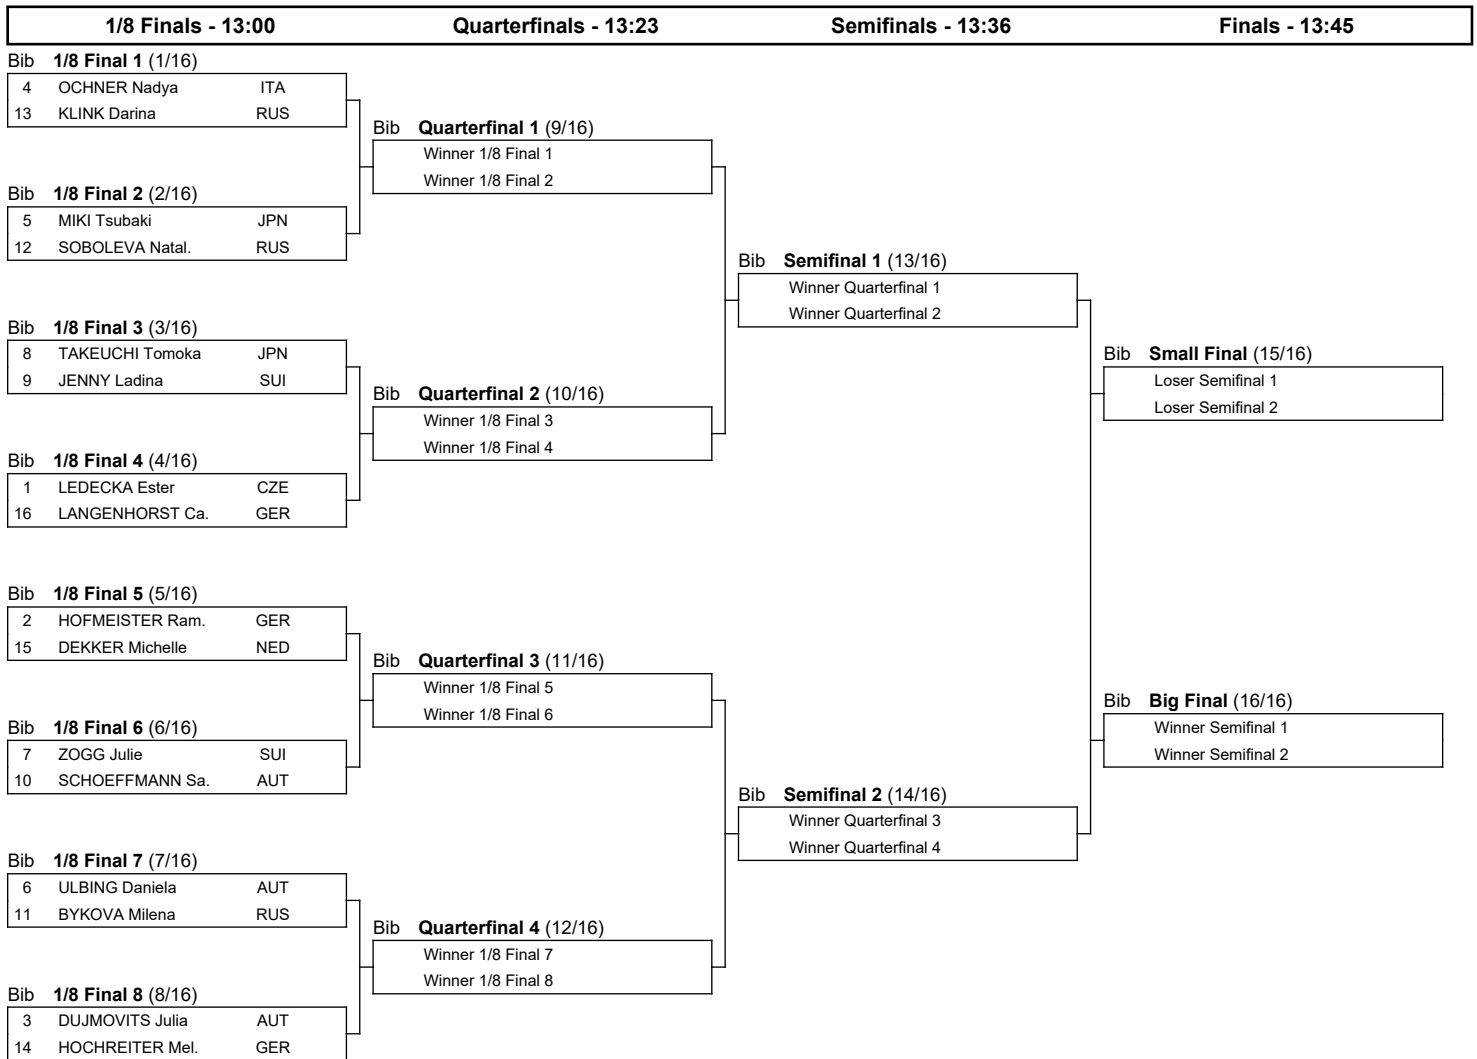 1/8 Finals - 13:00 Quarterfinals - 13:23 Semifinals - 13:36 Finals - 13:45
Bib 1/8 Final 1 (1/16)
4 OCHNER Nadya ITA
13 KLINK Darina RUS
Bib 1/8 Final 2 (2/16)
5 MIKI Tsubaki JPN
12 SOBOLEVA Natal. RUS
Bib 1/8 Final 3 (3/16)
8 TAKEUCHI Tomoka JPN
9 JENNY Ladina SUI
Bib 1/8 Final 4 (4/16)
1 LEDECKA Ester CZE
16 LANGENHORST Ca. GER
Bib 1/8 Final 5 (5/16)
2 HOFMEISTER Ram. GER
15 DEKKER Michelle NED
Bib 1/8 Final 6 (6/16)
7 ZOGG Julie SUI
10 SCHOEFFMANN Sa. AUT
Bib 1/8 Final 7 (7/16)
6 ULBING Daniela AUT
11 BYKOVA Milena RUS
Bib 1/8 Final 8 (8/16)
3 DUJMOVITS Julia AUT
14 HOCHREITER Mel. GER
Bib Quarterfinal 1 (9/16)
Winner 1/8 Final 1
Winner 1/8 Final 2
Bib Quarterfinal 2 (10/16)
Winner 1/8 Final 3
Winner 1/8 Final 4
Bib Quarterfinal 3 (11/16)
Winner 1/8 Final 5
Winner 1/8 Final 6
Bib Quarterfinal 4 (12/16)
Winner 1/8 Final 7
Winner 1/8 Final 8
Bib Semifinal 1 (13/16)
Winner Quarterfinal 1
Winner Quarterfinal 2
Bib Semifinal 2 (14/16)
Winner Quarterfinal 3
Winner Quarterfinal 4
Bib Small Final (15/16)
Loser Semifinal 1
Loser Semifinal 2
Bib Big Final (16/16)
Winner Semifinal 1
Winner Semifinal 2